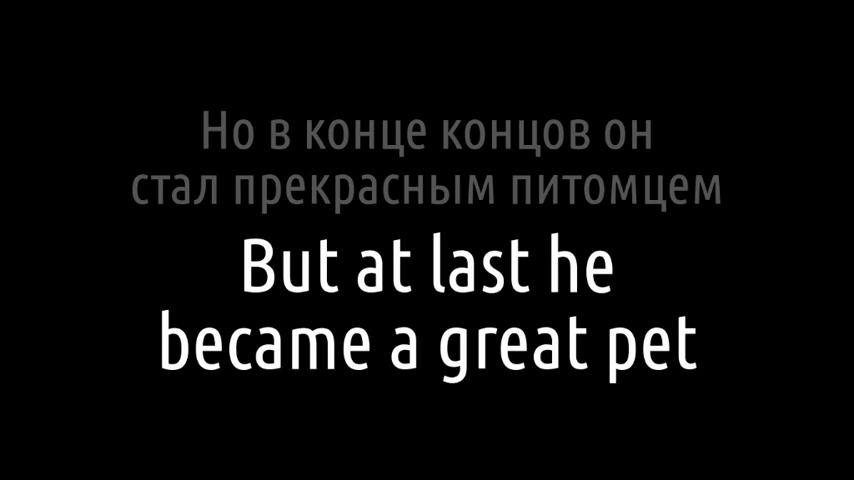 Но в конце концов он
стал прекрасным питомцем
But at last he
became a great pet